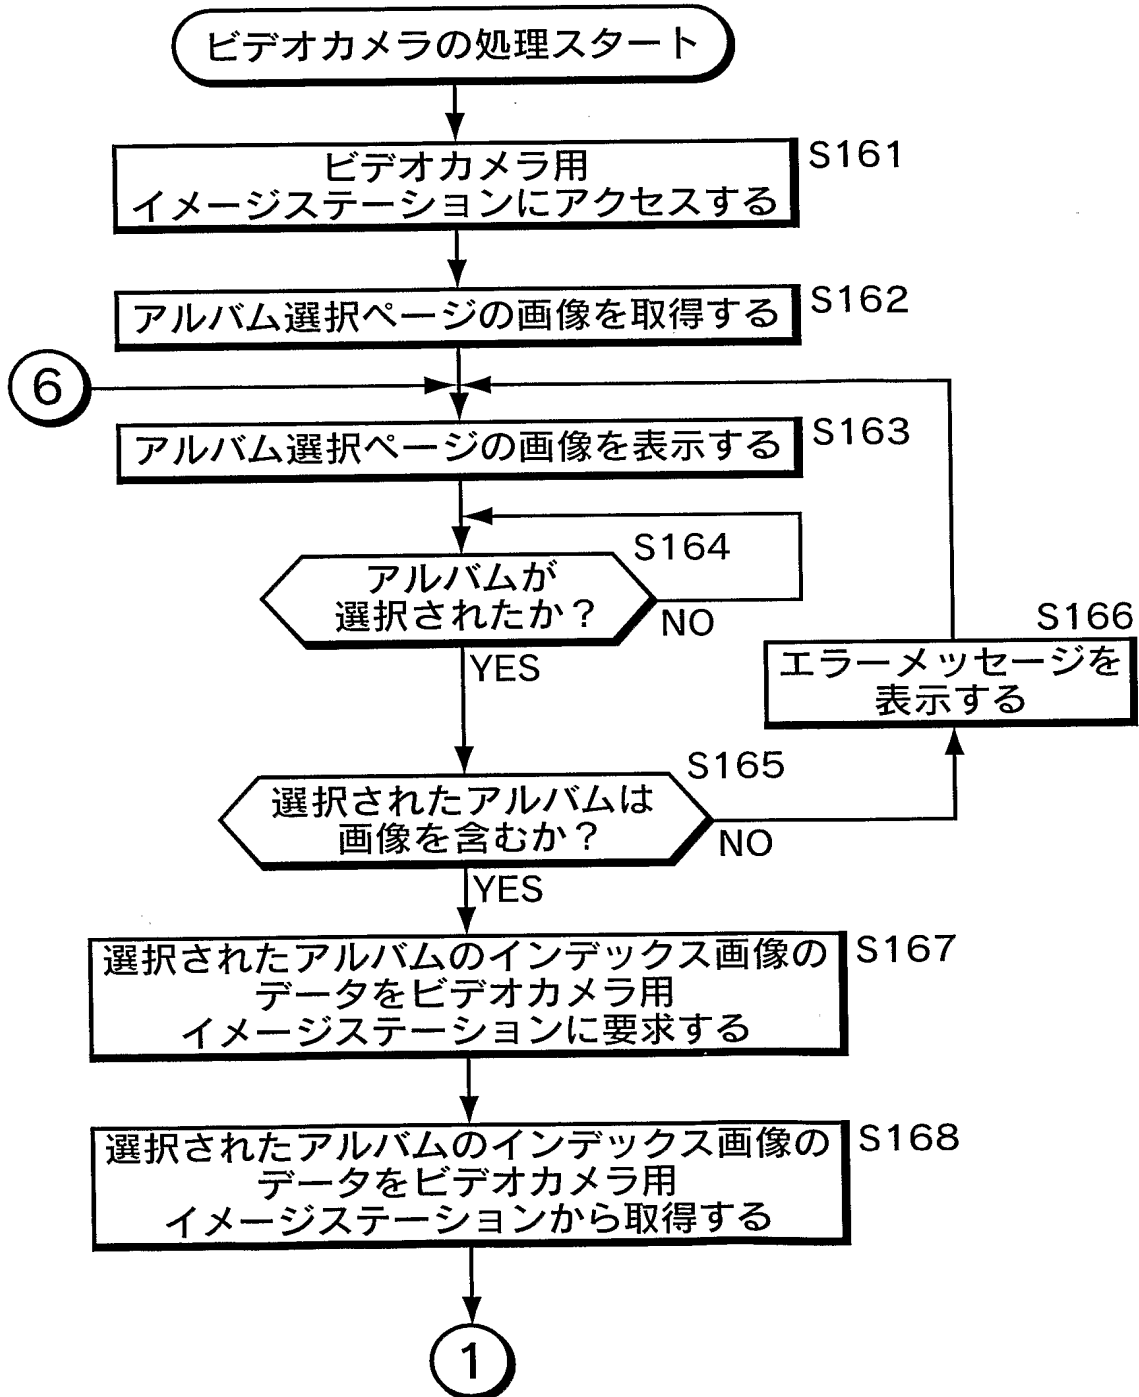 ビデオカメラの処理スタート
S161
ビデオカメラ用
イメージステーションにアクセスする
S162
アルバム選択ページの画像を取得する
6
S163
アルバム選択ページの画像を表示する
S164
アルバムが
選択されたか？
NO
YES
S166
エラーメッセージを
表示する
S165
選択されたアルバムは
画像を含むか？
NO
YES
S167
選択されたアルバムのインデックス画像の
データをビデオカメラ用
イメージステーションに要求する
S168
選択されたアルバムのインデックス画像の
データをビデオカメラ用
イメージステーションから取得する
1